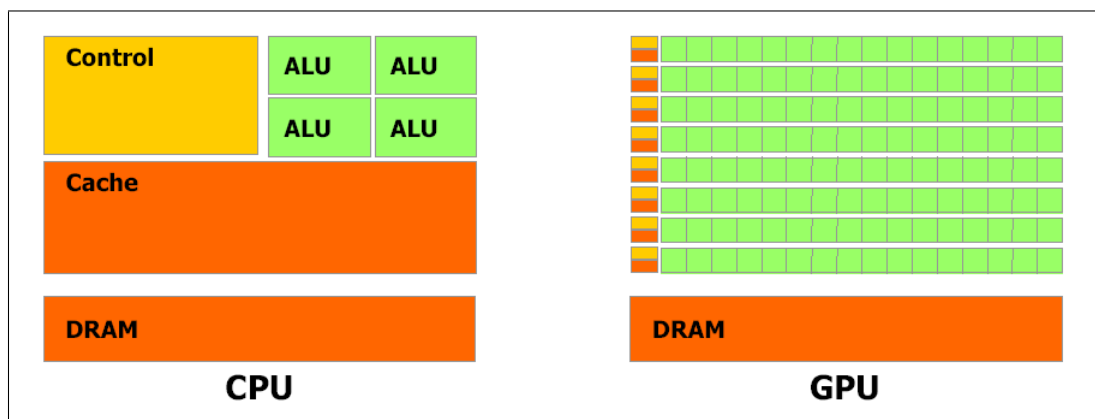 Control
ALU ALU
ALU ALU
Cache
DRAM
CPU
DRAM
GPU